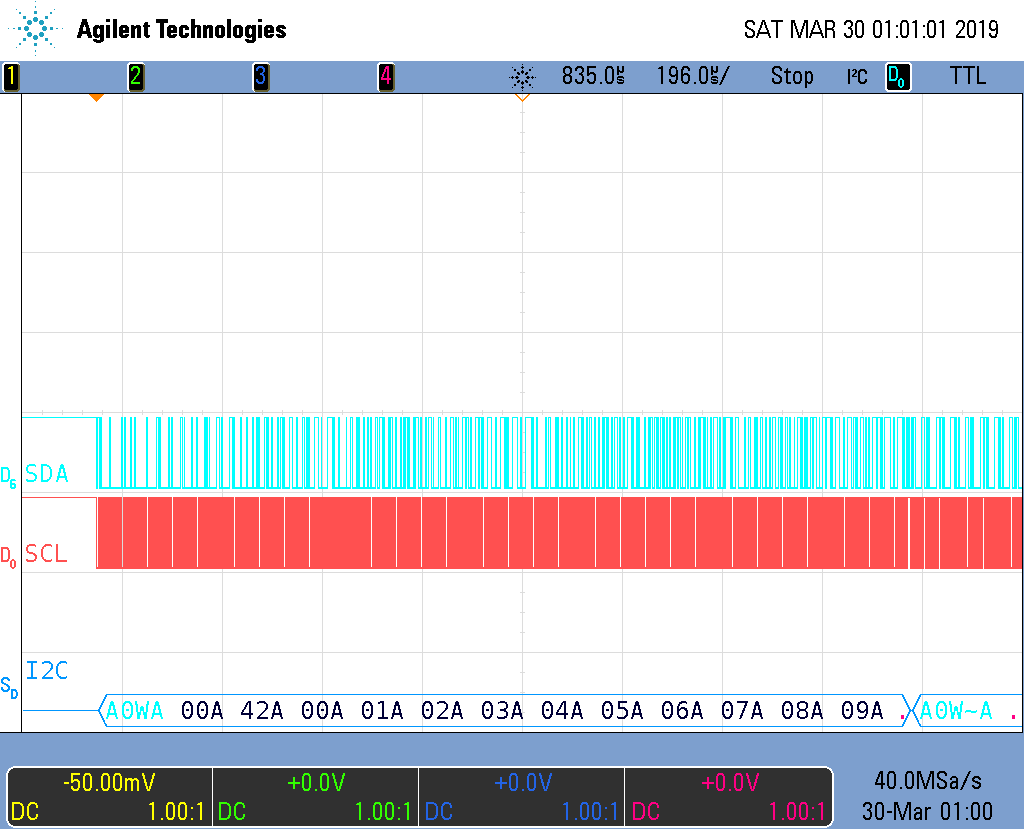 Agilent Technologies
SAT MAR 30 01:01:01 2019
1 2 3 4 835.0µs 196.0µs/ Stop I²C D0 TTL
D6 SDA
D0 SCL
I2C
SD
A0WA 00A 42A 00A 01A 02A 03A 04A 05A 06A 07A 08A 09A . A0W~A .
-50.00mV +0.0V +0.0V +0.0V 40.0MSa/s
DC 1.00:1 DC 1.00:1 DC 1.00:1 DC 1.00:1 30-Mar 01:00